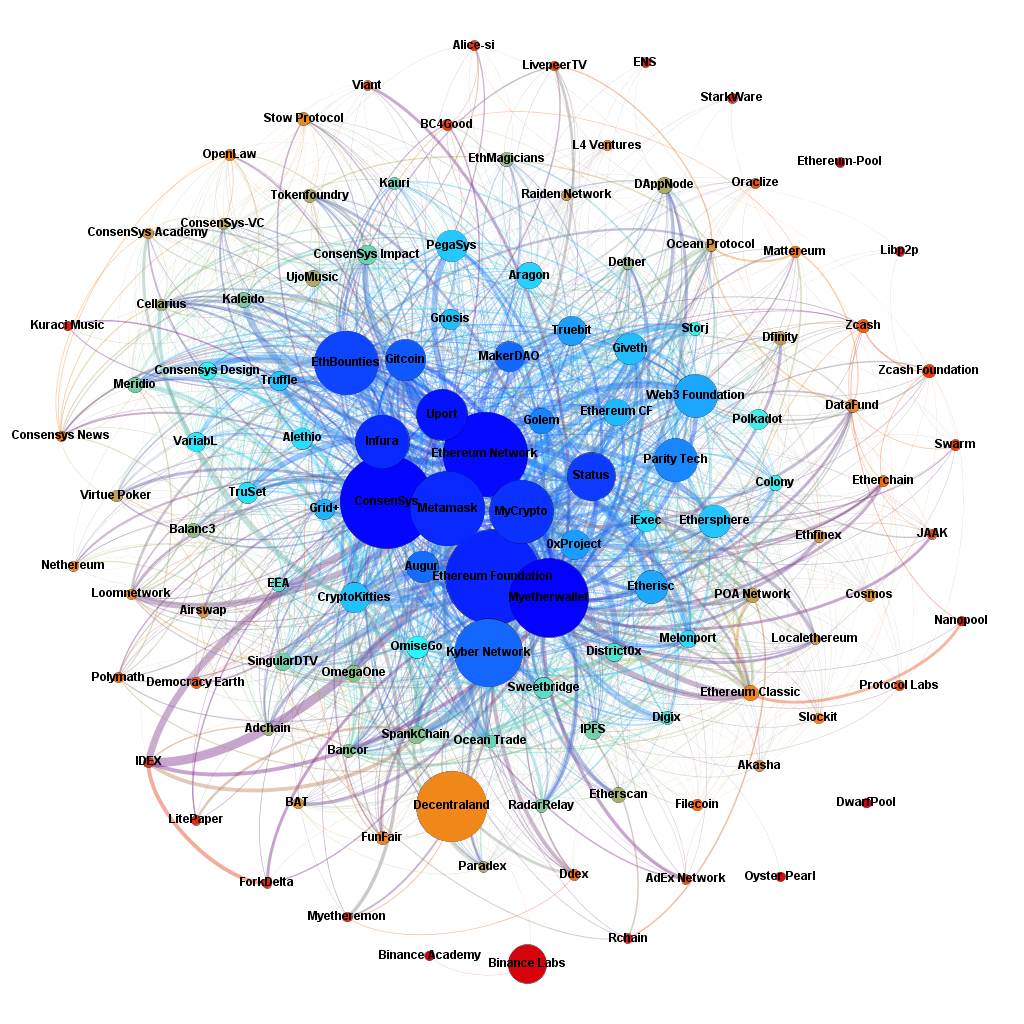 Alice-si
LivepeerTV
ENS
Viant
StarkWare
Stow Protocol
BC4Good
L4 Ventures
OpenLaw
EthMagicians
Ethereum-Pool
Kauri
DAppNode
Oraclize
Tokenfoundry
Raiden Network
ConsenSys-VC
ConsenSys Academy
PegaSys
Ocean Protocol
Mattereum
Libp2p
ConsenSys Impact
Dether
UjoMusic
Aragon
Cellarius
Kaleido
Kuraci Music
Gnosis
Truebit
Storj
Zcash
Dfinity
EthBounties
Gitcoin
MakerDAO
Giveth
Consensys Design
Zcash Foundation
Meridio
Truffle
Web3 Foundation
DataFund
Uport
Golem
Ethereum CF
Polkadot
Consensys News
VariabL
Alethio
Infura
Ethereum Network
Swarm
Parity Tech
Status
Colony
Etherchain
Virtue Poker
TruSet
ConsenSys
Metamask
MyCrypto
Grid+
iExec
Ethersphere
Balanc3
Ethfinex
JAAK
0xProject
Nethereum
Augur
Ethereum Foundation
EEA
Etherisc
Loomnetwork
CryptoKitties
Myetherwallet
POA Network
Cosmos
Airswap
Nanopool
Localethereum
Melonport
OmiseGo
Kyber Network
District0x
SingularDTV
OmegaOne
Polymath
Democracy Earth
Sweetbridge
Ethereum Classic
Protocol Labs
Digix
Slockit
Adchain
SpankChain
IPFS
Ocean Trade
Bancor
IDEX
Akasha
Etherscan
BAT
Decentraland
RadarRelay
Filecoin
DwarfPool
LitePaper
FunFair
Paradex
Ddex
AdEx Network
Oyster Pearl
ForkDelta
Myetheremon
Rchain
Binance Academy
Binance Labs